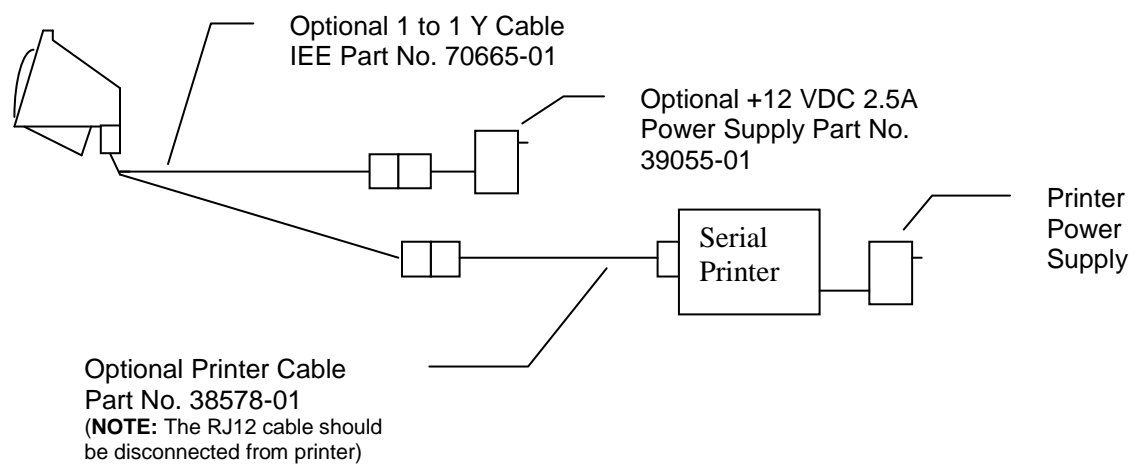 Optional 1 to 1 Y Cable
IEE Part No. 70665-01
Optional +12 VDC 2.5A
Power Supply Part No.
39055-01
Printer
Power
Supply
Serial
Printer
Optional Printer Cable
Part No. 38578-01
(NOTE: The RJ12 cable should
be disconnected from printer)